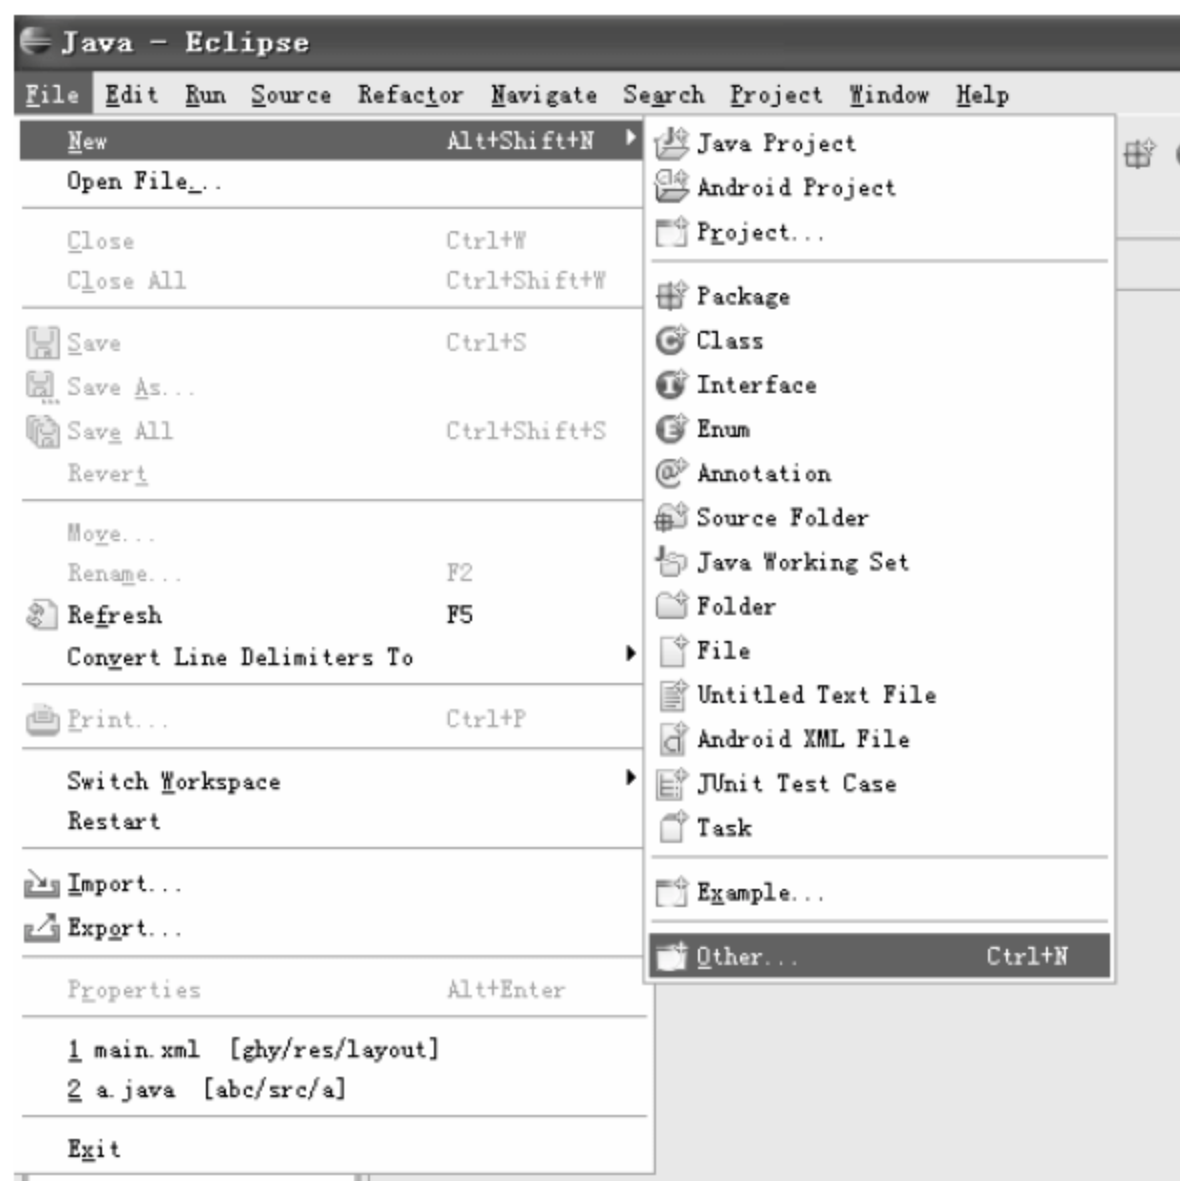 Java - Eclipse
File Edit Run Source Refactor Navigate Search Project Window Help
New Alt+Shift+N
Open File...
Close Ctrl+W
Close All Ctrl+Shift+W
Save Ctrl+S
Save As...
Save All Ctrl+Shift+S
Revert
Move...
Rename... F2
Refresh F5
Convert Line Delimiters To
Print... Ctrl+P
Switch Workspace
Restart
Import...
Export...
Properties Alt+Enter
1 main.xml [ghy/res/layout]
2 a.java [abc/src/a]
Exit
Java Project
Android Project
Project...
Package
Class
Interface
Enum
Annotation
Source Folder
Java Working Set
Folder
File
Untitled Text File
Android XML File
JUnit Test Case
Task
Example...
Other... Ctrl+N